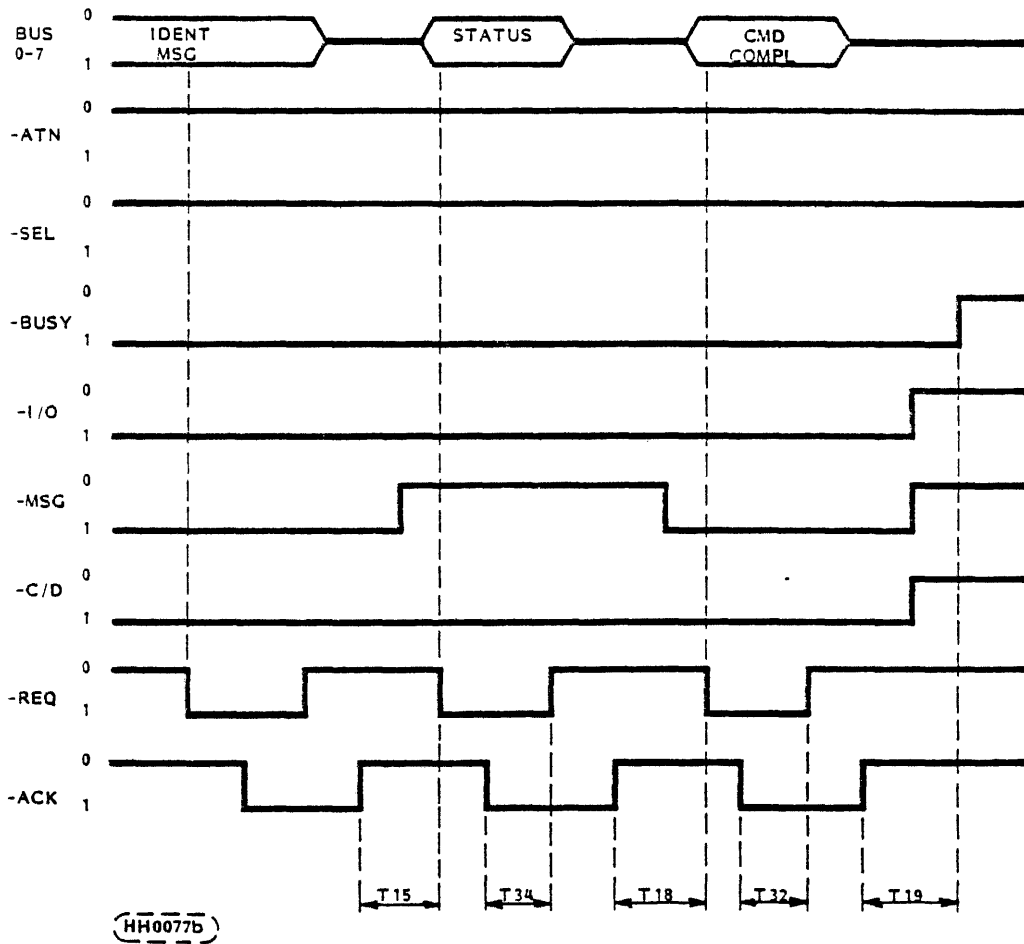 0
BUS
0-7
1
IDENT
MSG
STATUS
CMD
COMPL
0
-ATN
1
0
-SEL
1
0
-BUSY
1
0
-I/O
1
0
-MSG
1
0
-C/D
1
0
-REQ
1
0
-ACK
1
T15
T34
T18
T32
T19
HH0077b